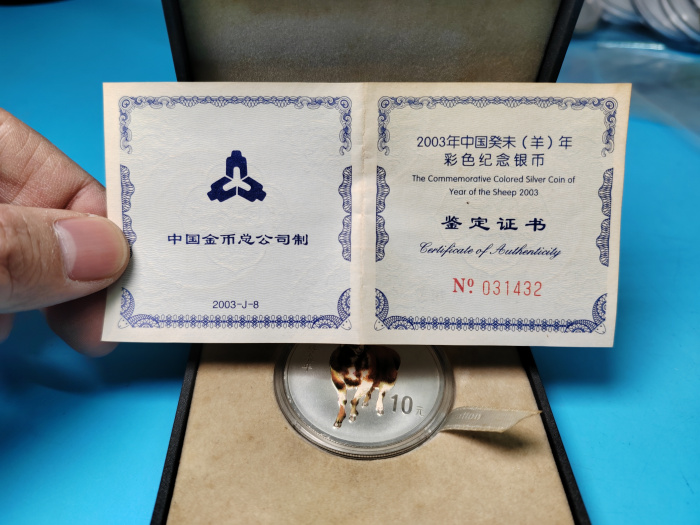 中国金币总公司制
2003-J-8
2003年中国癸未（羊）年
彩色纪念银币
The Commemorative Colored Silver Coin of
Year of the Sheep 2003
鉴定证书
Certificate of Authenticity
Nº 031432
10元